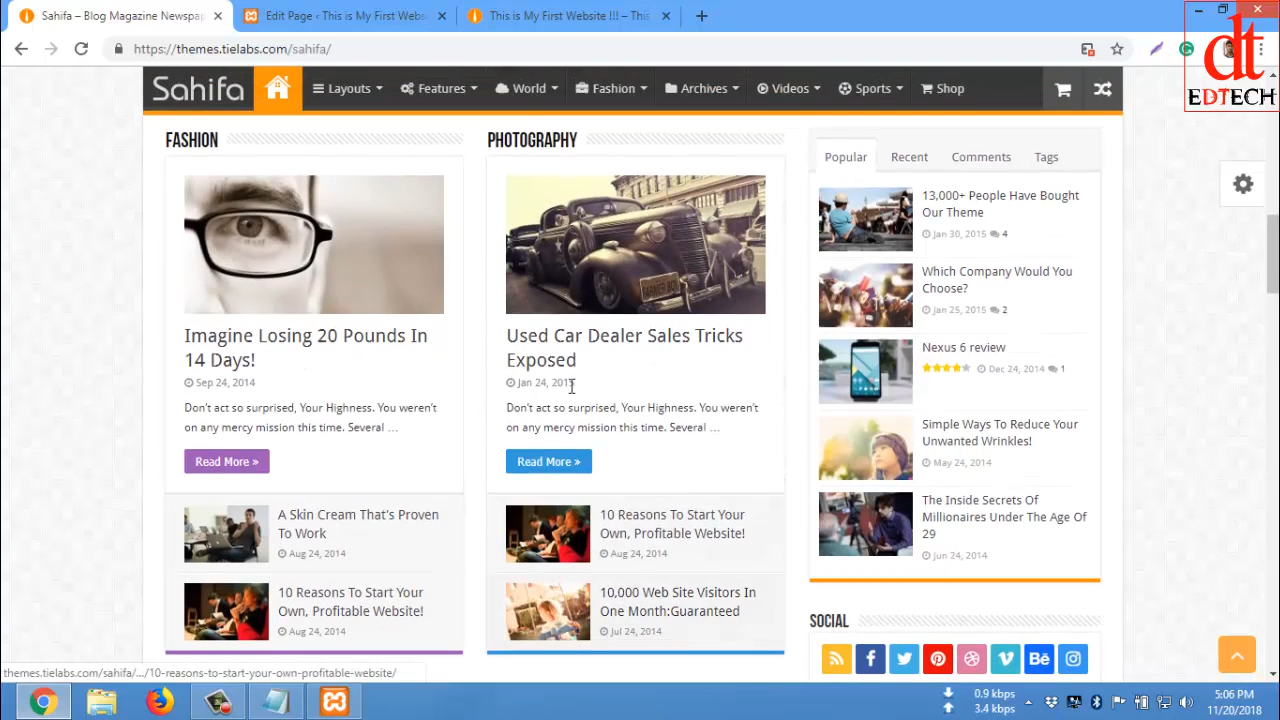 Sahifa – Blog Magazine Newspap
Edit Page ‹ This is My First Webs
This is My First Website !!! – This
https://themes.tielabs.com/sahifa/
dt
EDTECH
Sahifa
Layouts
Features
World
Fashion
Archives
Videos
Sports
Shop
FASHION
Imagine Losing 20 Pounds In
14 Days!
Sep 24, 2014
Don't act so surprised, Your Highness. You weren't
on any mercy mission this time. Several …
Read More »
A Skin Cream That's Proven
To Work
Aug 24, 2014
10 Reasons To Start Your
Own, Profitable Website!
Aug 24, 2014
PHOTOGRAPHY
Used Car Dealer Sales Tricks
Exposed
Jan 24, 2015
Don't act so surprised, Your Highness. You weren't
on any mercy mission this time. Several …
Read More »
10 Reasons To Start Your
Own, Profitable Website!
Aug 24, 2014
10,000 Web Site Visitors In
One Month:Guaranteed
Jul 24, 2014
Popular
Recent
Comments
Tags
13,000+ People Have Bought
Our Theme
Jan 30, 2015 4
Which Company Would You
Choose?
Jan 25, 2015 2
Nexus 6 review
Dec 24, 2014 1
Simple Ways To Reduce Your
Unwanted Wrinkles!
May 24, 2014
The Inside Secrets Of
Millionaires Under The Age Of
29
Jun 24, 2014
SOCIAL
Bē
themes.tielabs.com/sahifa/.../10-reasons-to-start-your-own-profitable-website/
0.9 kbps
3.4 kbps
5:06 PM
11/20/2018